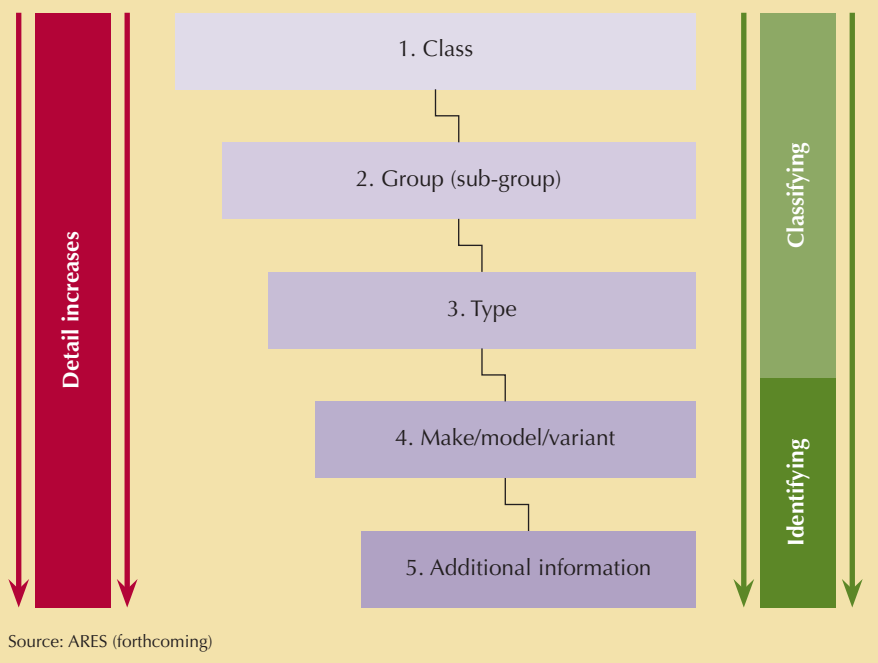 1. Class
2. Group (sub-group)
3. Type
4. Make/model/variant
5. Additional information
Detail increases
Classifying
Identifying
Source: ARES (forthcoming)